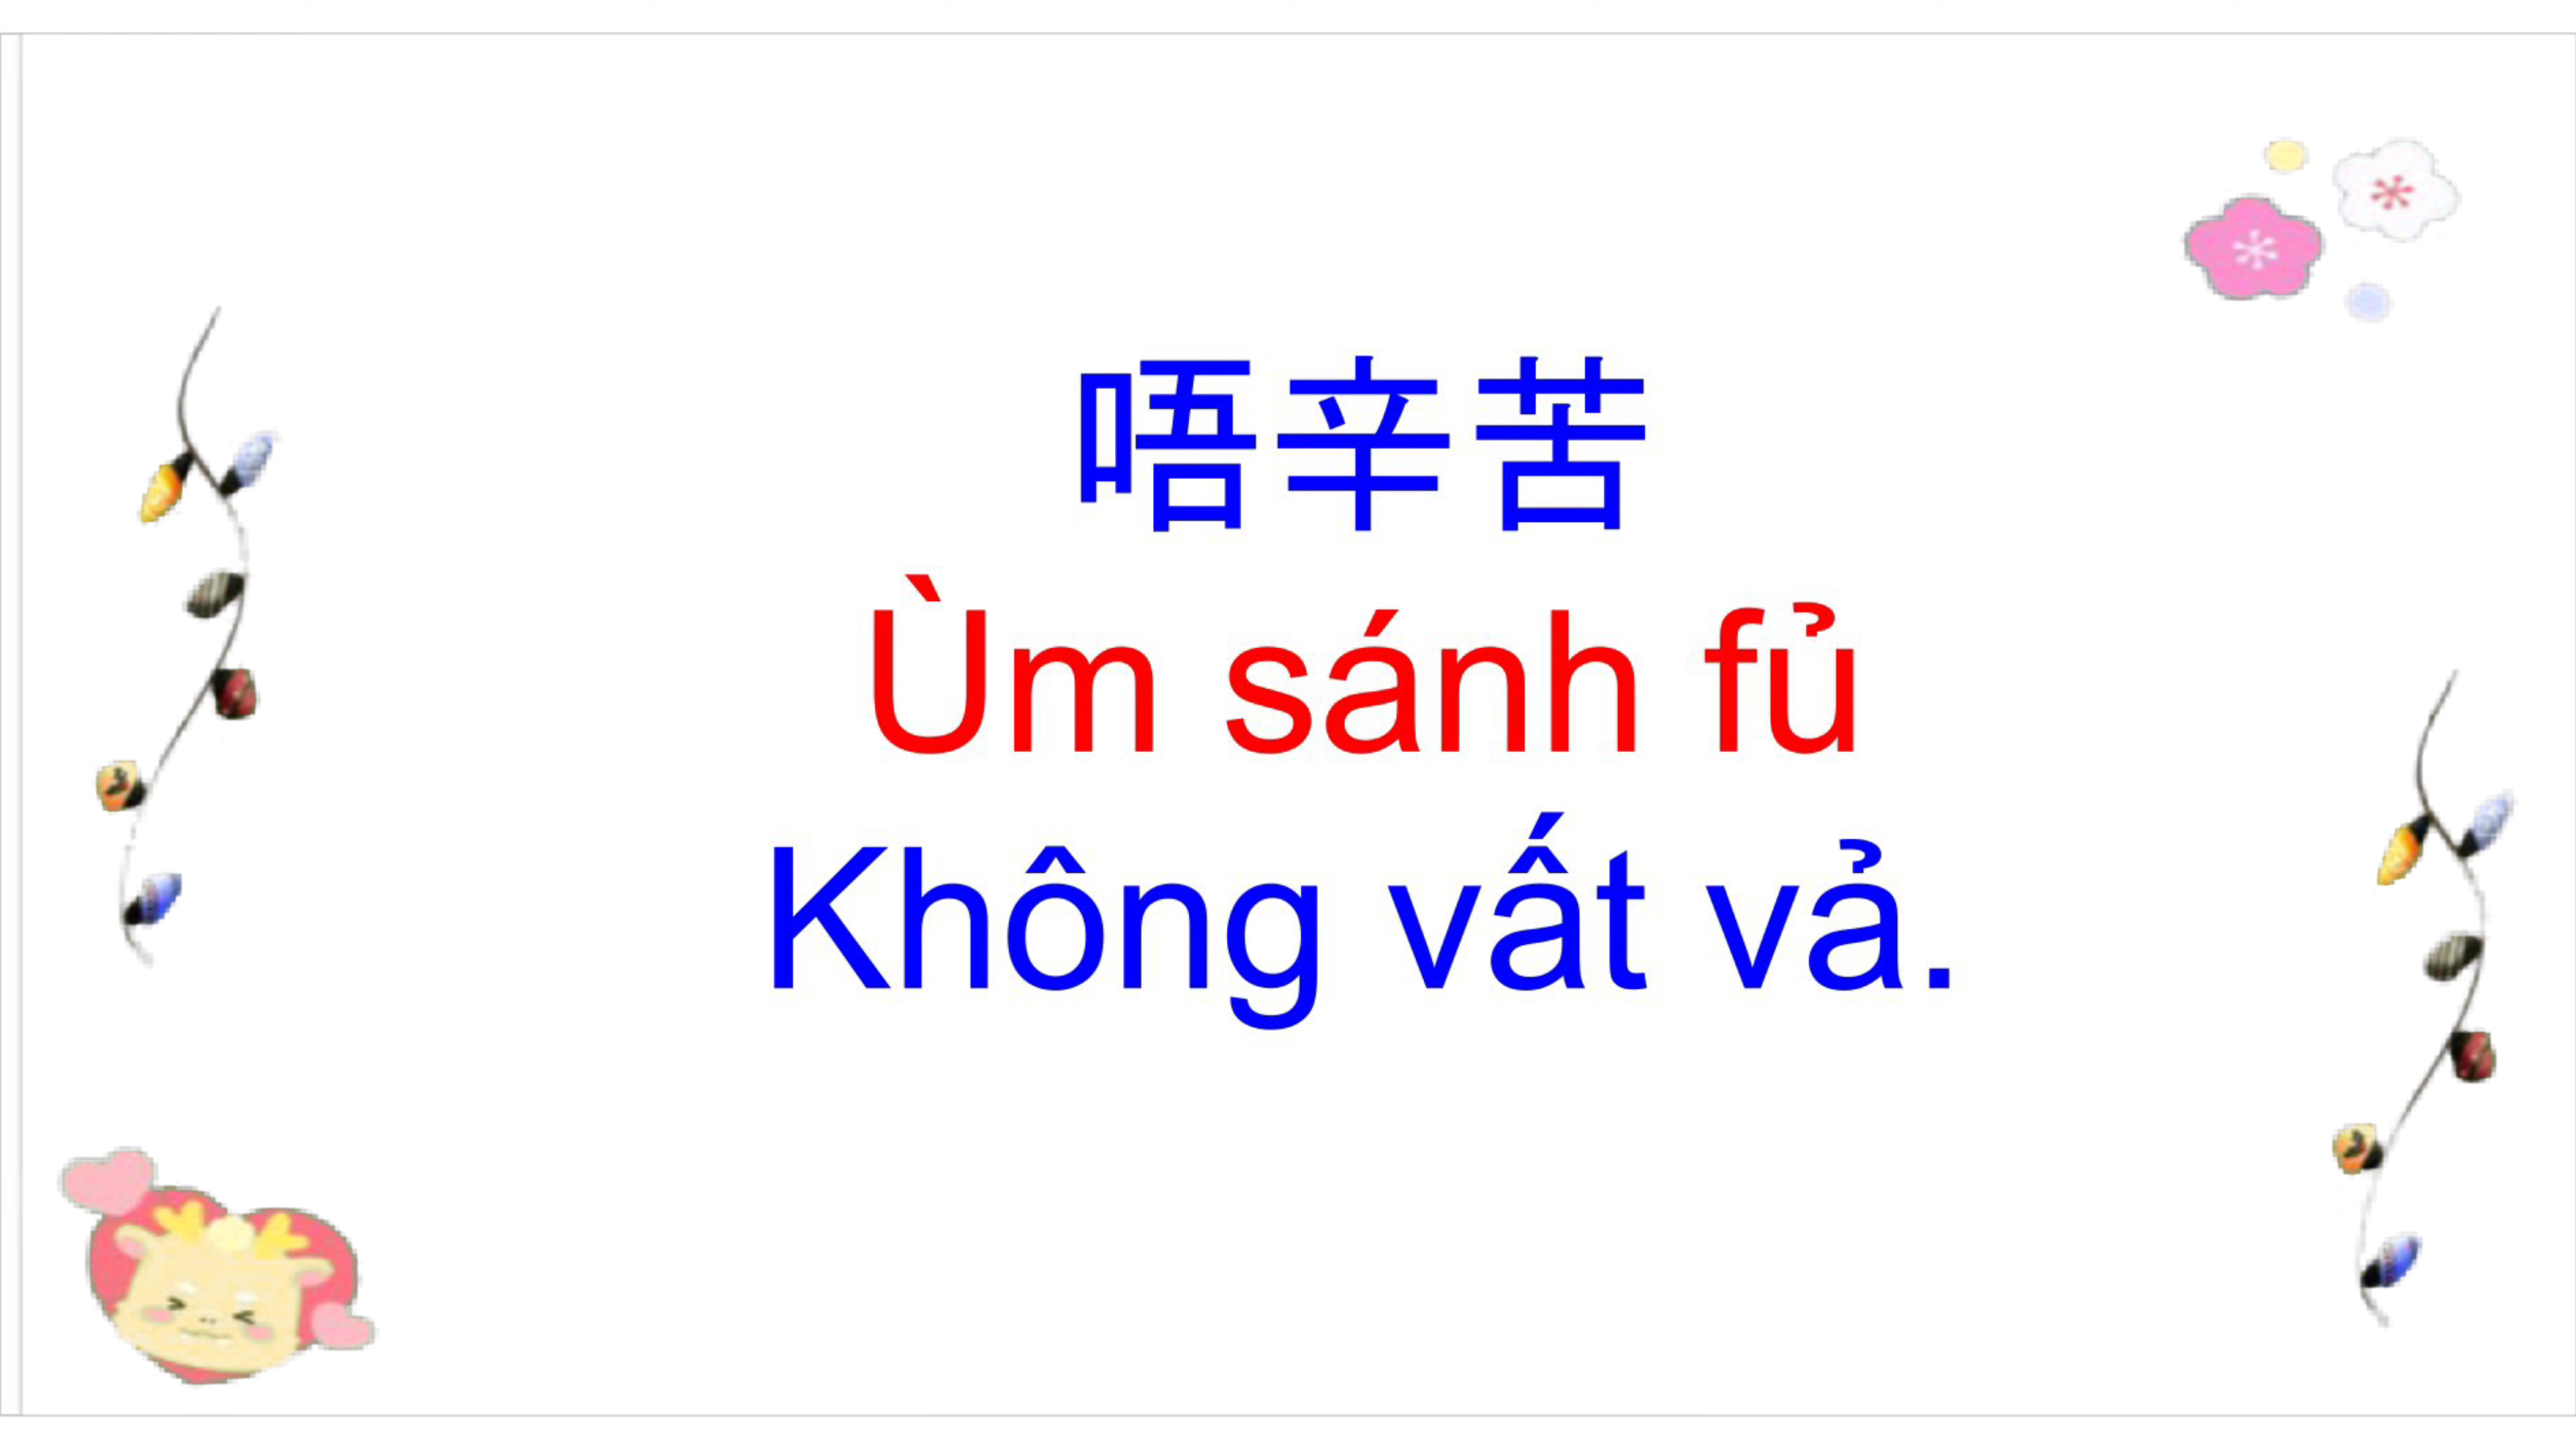 唔辛苦
Ùm sánh fủ
Không vất vả.